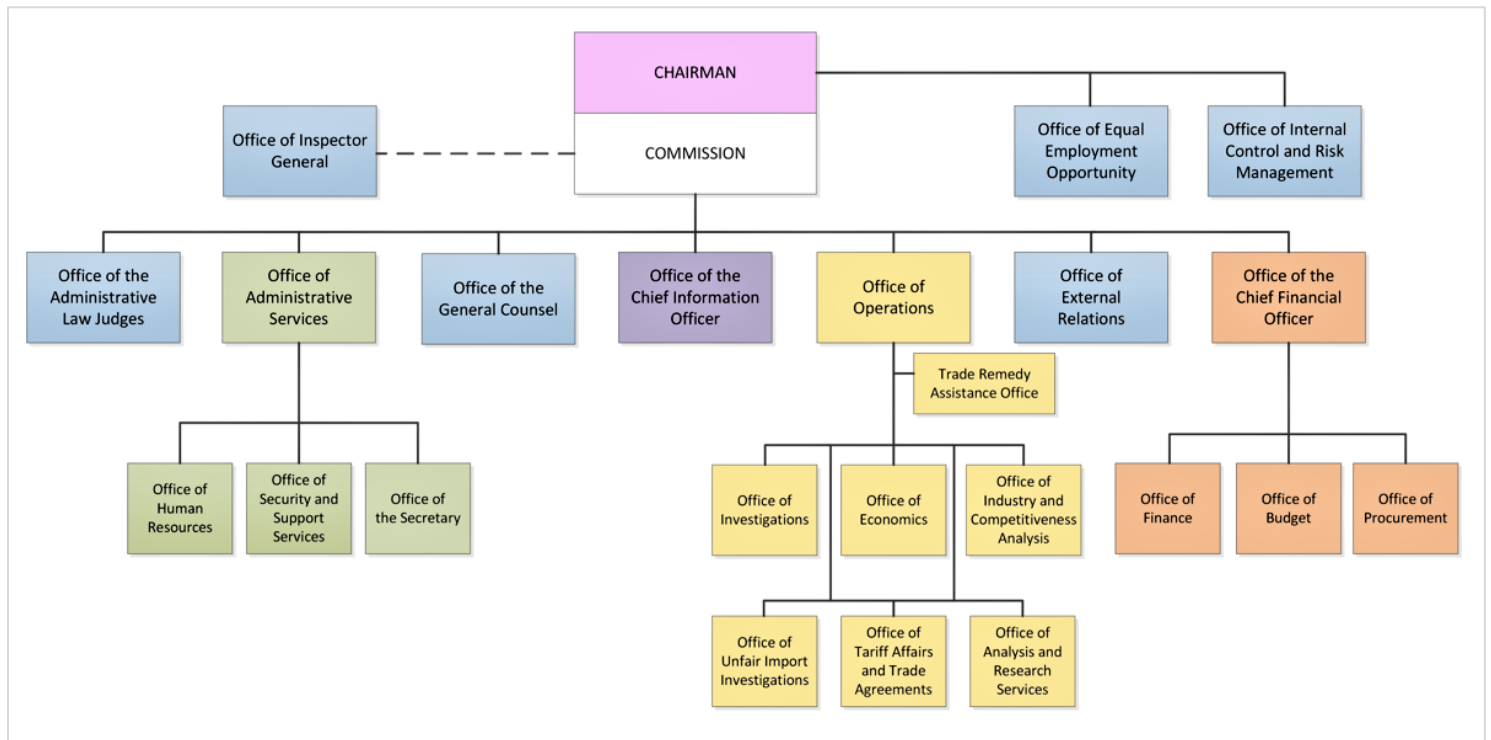 CHAIRMAN
COMMISSION
Office of Inspector
General
Office of Equal
Employment
Opportunity
Office of Internal
Control and Risk
Management
Office of the
Administrative
Law Judges
Office of
Administrative
Services
Office of the
General Counsel
Office of the
Chief Information
Officer
Office of
Operations
Office of
External
Relations
Office of the
Chief Financial
Officer
Trade Remedy
Assistance Office
Office of
Human
Resources
Office of
Security and
Support
Services
Office of
the Secretary
Office of
Investigations
Office of
Economics
Office of
Industry and
Competitiveness
Analysis
Office of
Finance
Office of
Budget
Office of
Procurement
Office of
Unfair Import
Investigations
Office of
Tariff Affairs
and Trade
Agreements
Office of
Analysis and
Research
Services